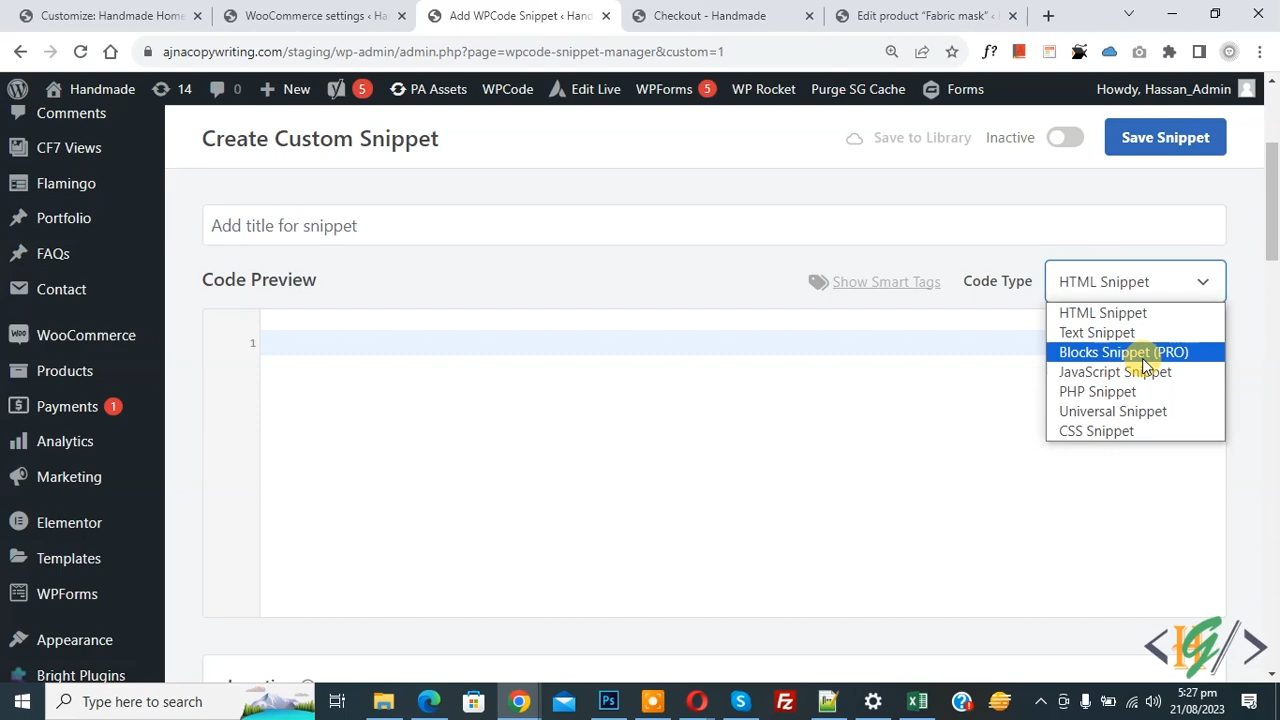 Customize: Handmade Home
WooCommerce settings ‹ Ha
Add WPCode Snippet ‹ Hand
Checkout - Handmade
Edit product “Fabric mask” ‹
ajnacopywriting.com/staging/wp-admin/admin.php?page=wpcode-snippet-manager&custom=1
f?
Handmade
14
0
New
5
PA Assets
WPCode
Edit Live
WPForms 5
WP Rocket
Purge SG Cache
Forms
Howdy, Hassan_Admin
Comments
CF7 Views
Flamingo
Portfolio
FAQs
Contact
WooCommerce
Products
Payments 1
Analytics
Marketing
Elementor
Templates
WPForms
Appearance
Bright Plugins
Create Custom Snippet
Save to Library
Inactive
Save Snippet
Add title for snippet
Code Preview
Show Smart Tags
Code Type
HTML Snippet
HTML Snippet
Text Snippet
Blocks Snippet (PRO)
JavaScript Snippet
PHP Snippet
Universal Snippet
CSS Snippet
1
Type here to search
5:27 pm
21/08/2023